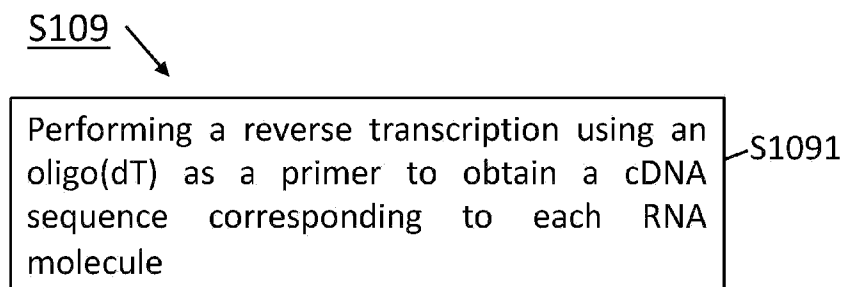 S109
Performing a reverse transcription using an
oligo(dT) as a primer to obtain a cDNA
S1091
sequence corresponding to each RNA
molecule